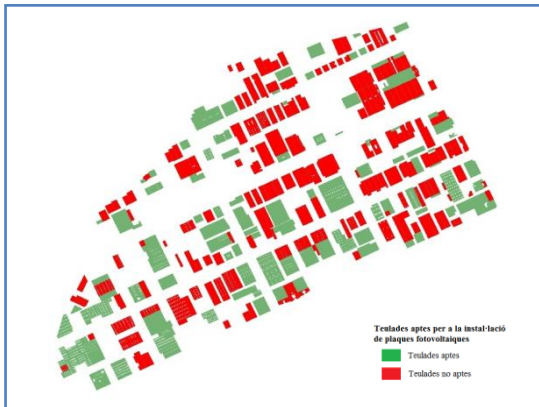 Teulades aptes per a la instal·lació
de plaques fotovoltaiques
Teulades aptes
Teulades no aptes